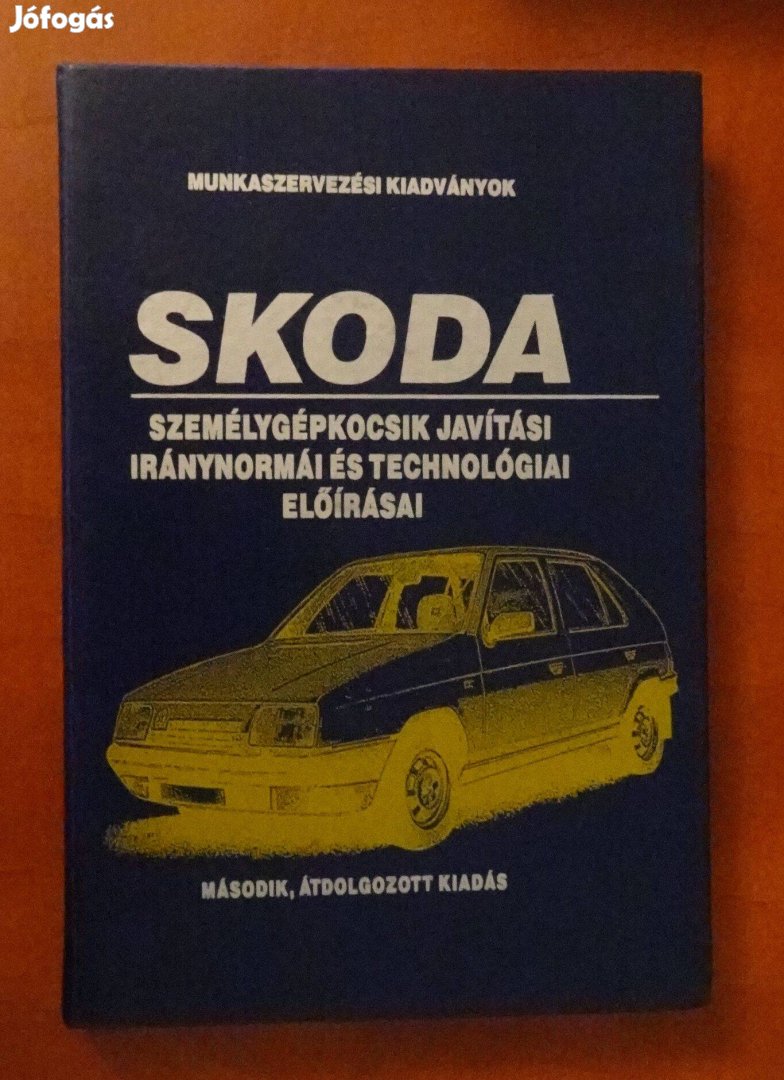 Jófogás
MUNKASZERVEZÉSI KIADVÁNYOK
SKODA
SZEMÉLYGÉPKOCSIK JAVÍTÁSI
IRÁNYNORMÁI ÉS TECHNOLÓGIAI
ELŐÍRÁSAI
MÁSODIK, ÁTDOLGOZOTT KIADÁS